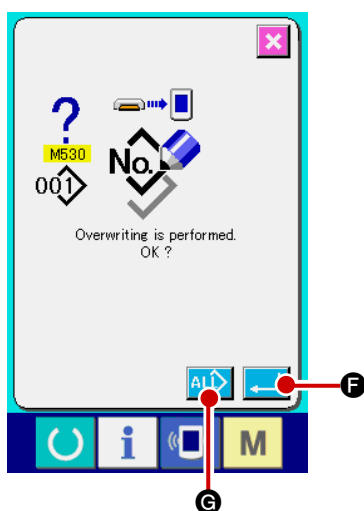 ?
M530
No.
001
Overwriting is performed.
OK ?
ALL
F
G
i
M